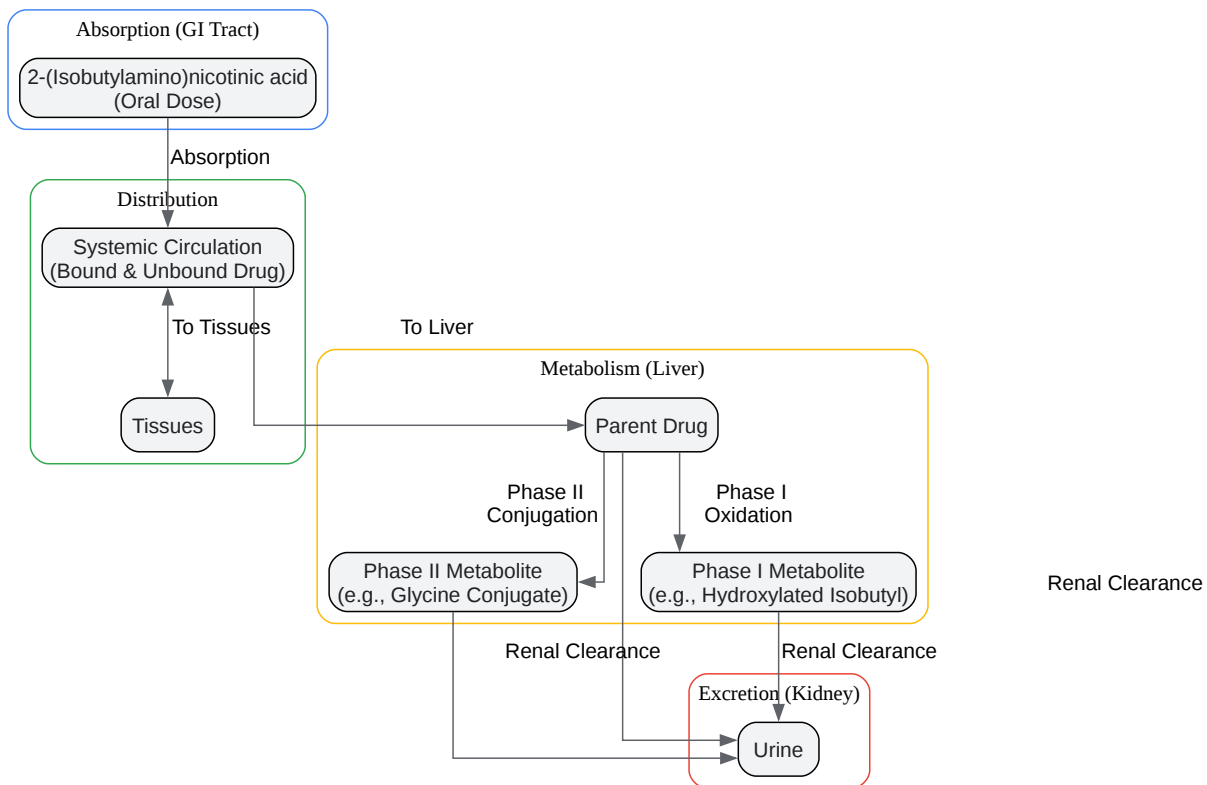 Absorption (GI Tract)
2-(Isobutylamino)nicotinic acid
(Oral Dose)
Absorption
Distribution
Systemic Circulation
(Bound & Unbound Drug)
To Tissues
To Liver
Metabolism (Liver)
Tissues
Parent Drug
Phase II
Conjugation
Phase I
Oxidation
Phase II Metabolite
(e.g., Glycine Conjugate)
Phase I Metabolite
(e.g., Hydroxylated Isobutyl)
Renal Clearance
Renal Clearance
Renal Clearance
Excretion (Kidney)
Urine